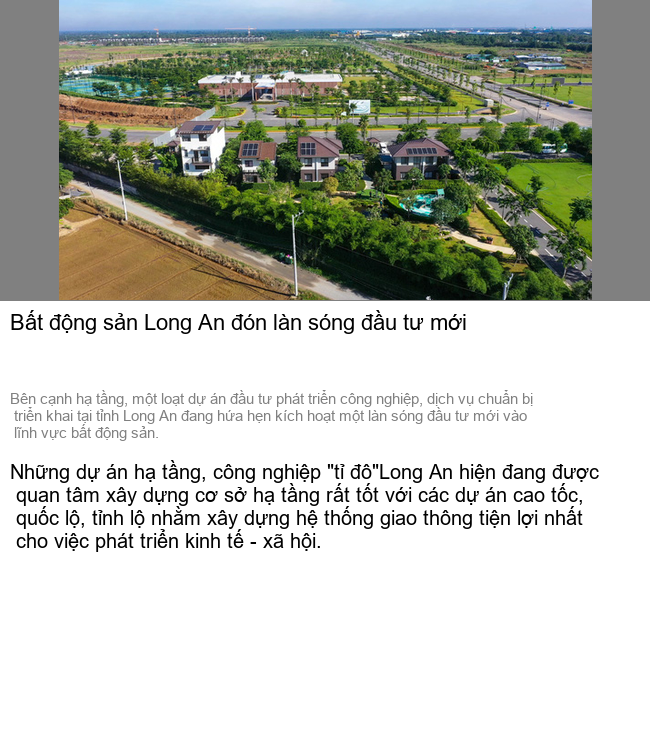 Bất động sản Long An đón làn sóng đầu tư mới
Bên cạnh hạ tầng, một loạt dự án đầu tư phát triển công nghiệp, dịch vụ chuẩn bị
triển khai tại tỉnh Long An đang hứa hẹn kích hoạt một làn sóng đầu tư mới vào
lĩnh vực bất động sản.
Những dự án hạ tầng, công nghiệp "tỉ đô"Long An hiện đang được
quan tâm xây dựng cơ sở hạ tầng rất tốt với các dự án cao tốc,
quốc lộ, tỉnh lộ nhằm xây dựng hệ thống giao thông tiện lợi nhất
cho việc phát triển kinh tế - xã hội.